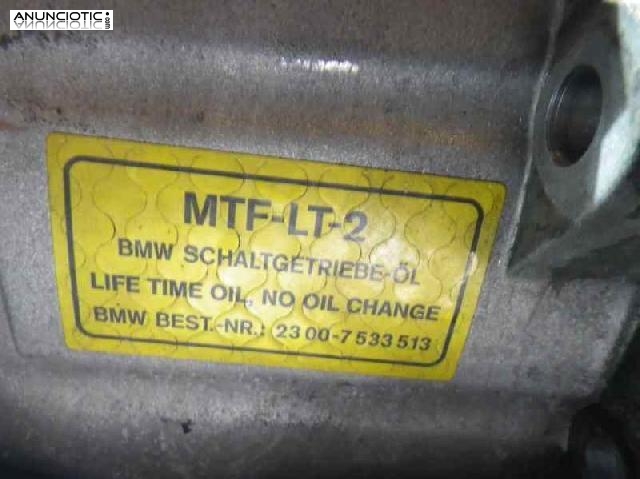 ANUNCIOTIC.com
MTF-LT-2
BMW SCHALTGETRIEBE-ÖL
LIFE TIME OIL, NO OIL CHANGE
BMW BEST.-NR.: 23 00-7 533 513